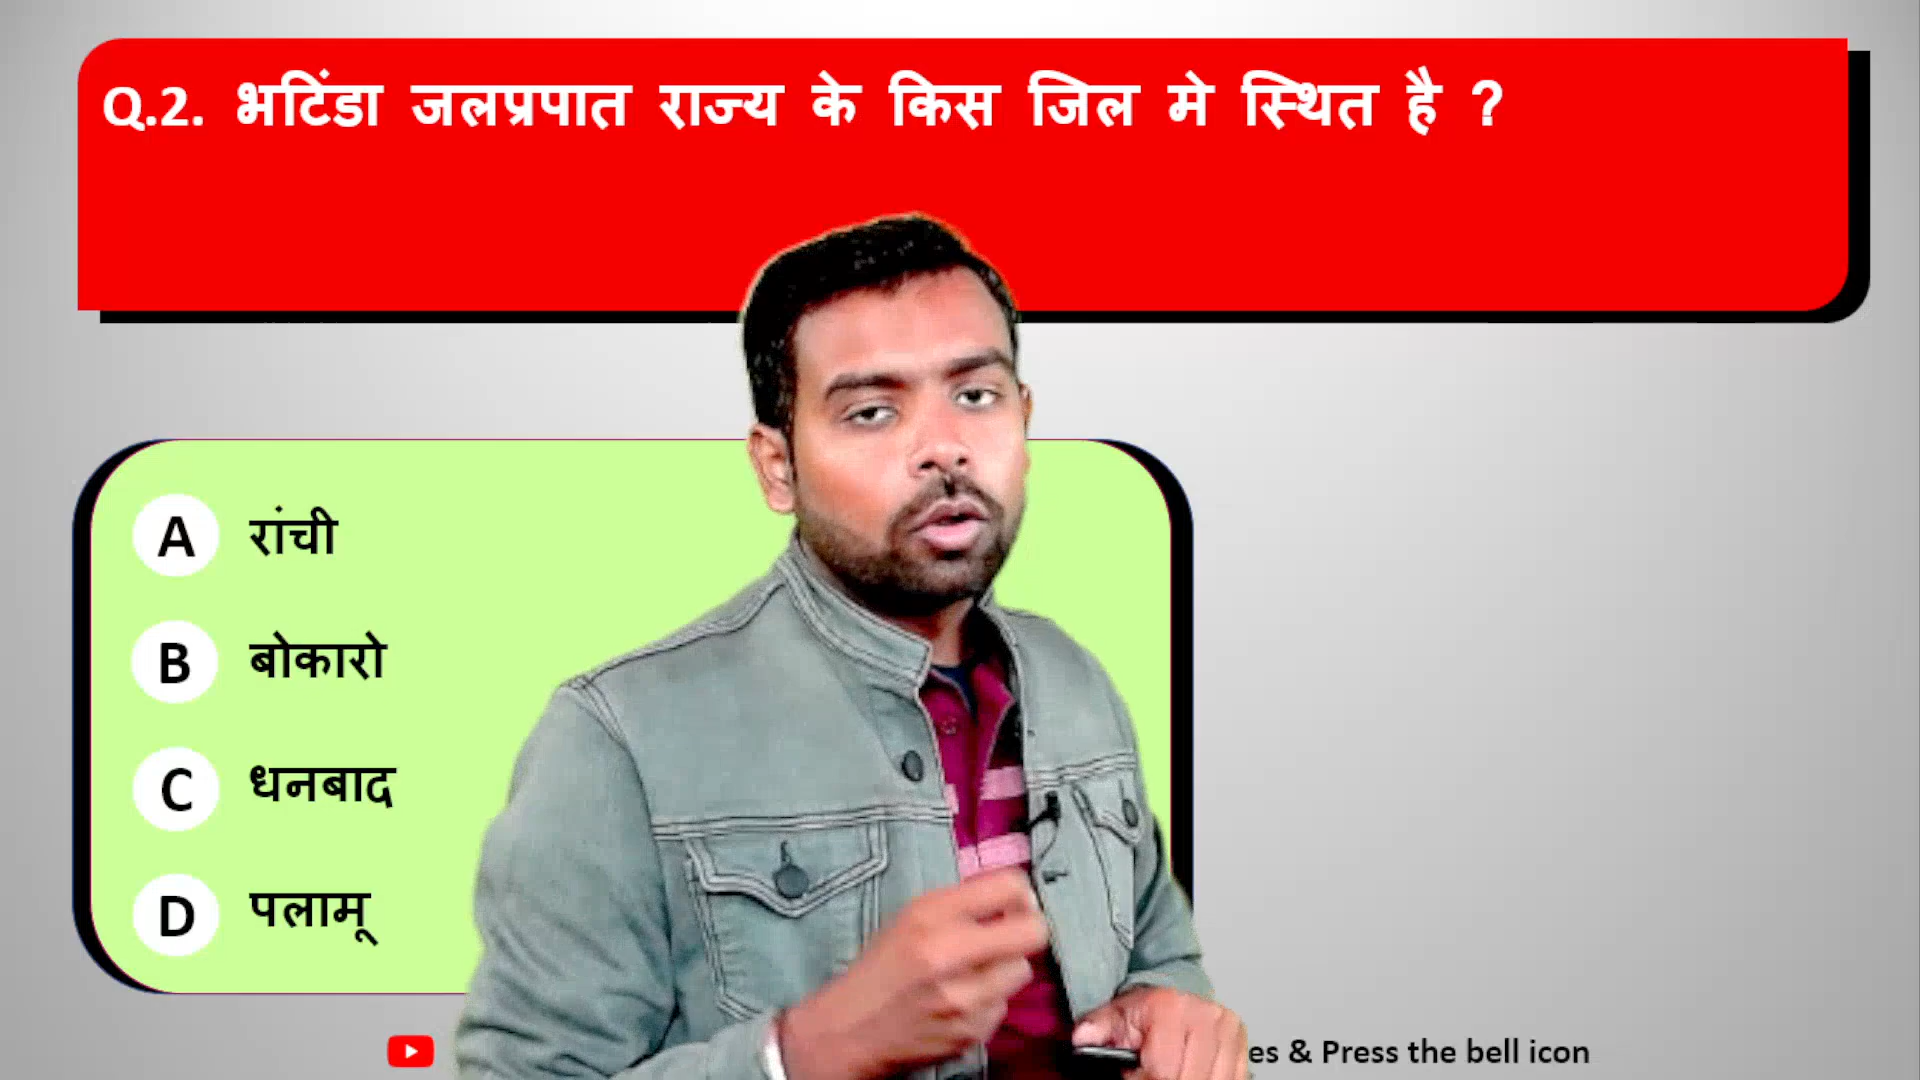 Q.2. भटिंडा जलप्रपात राज्य के किस जिल मे स्थित है ?
A रांची
B बोकारो
C धनबाद
D पलामू
es & Press the bell icon